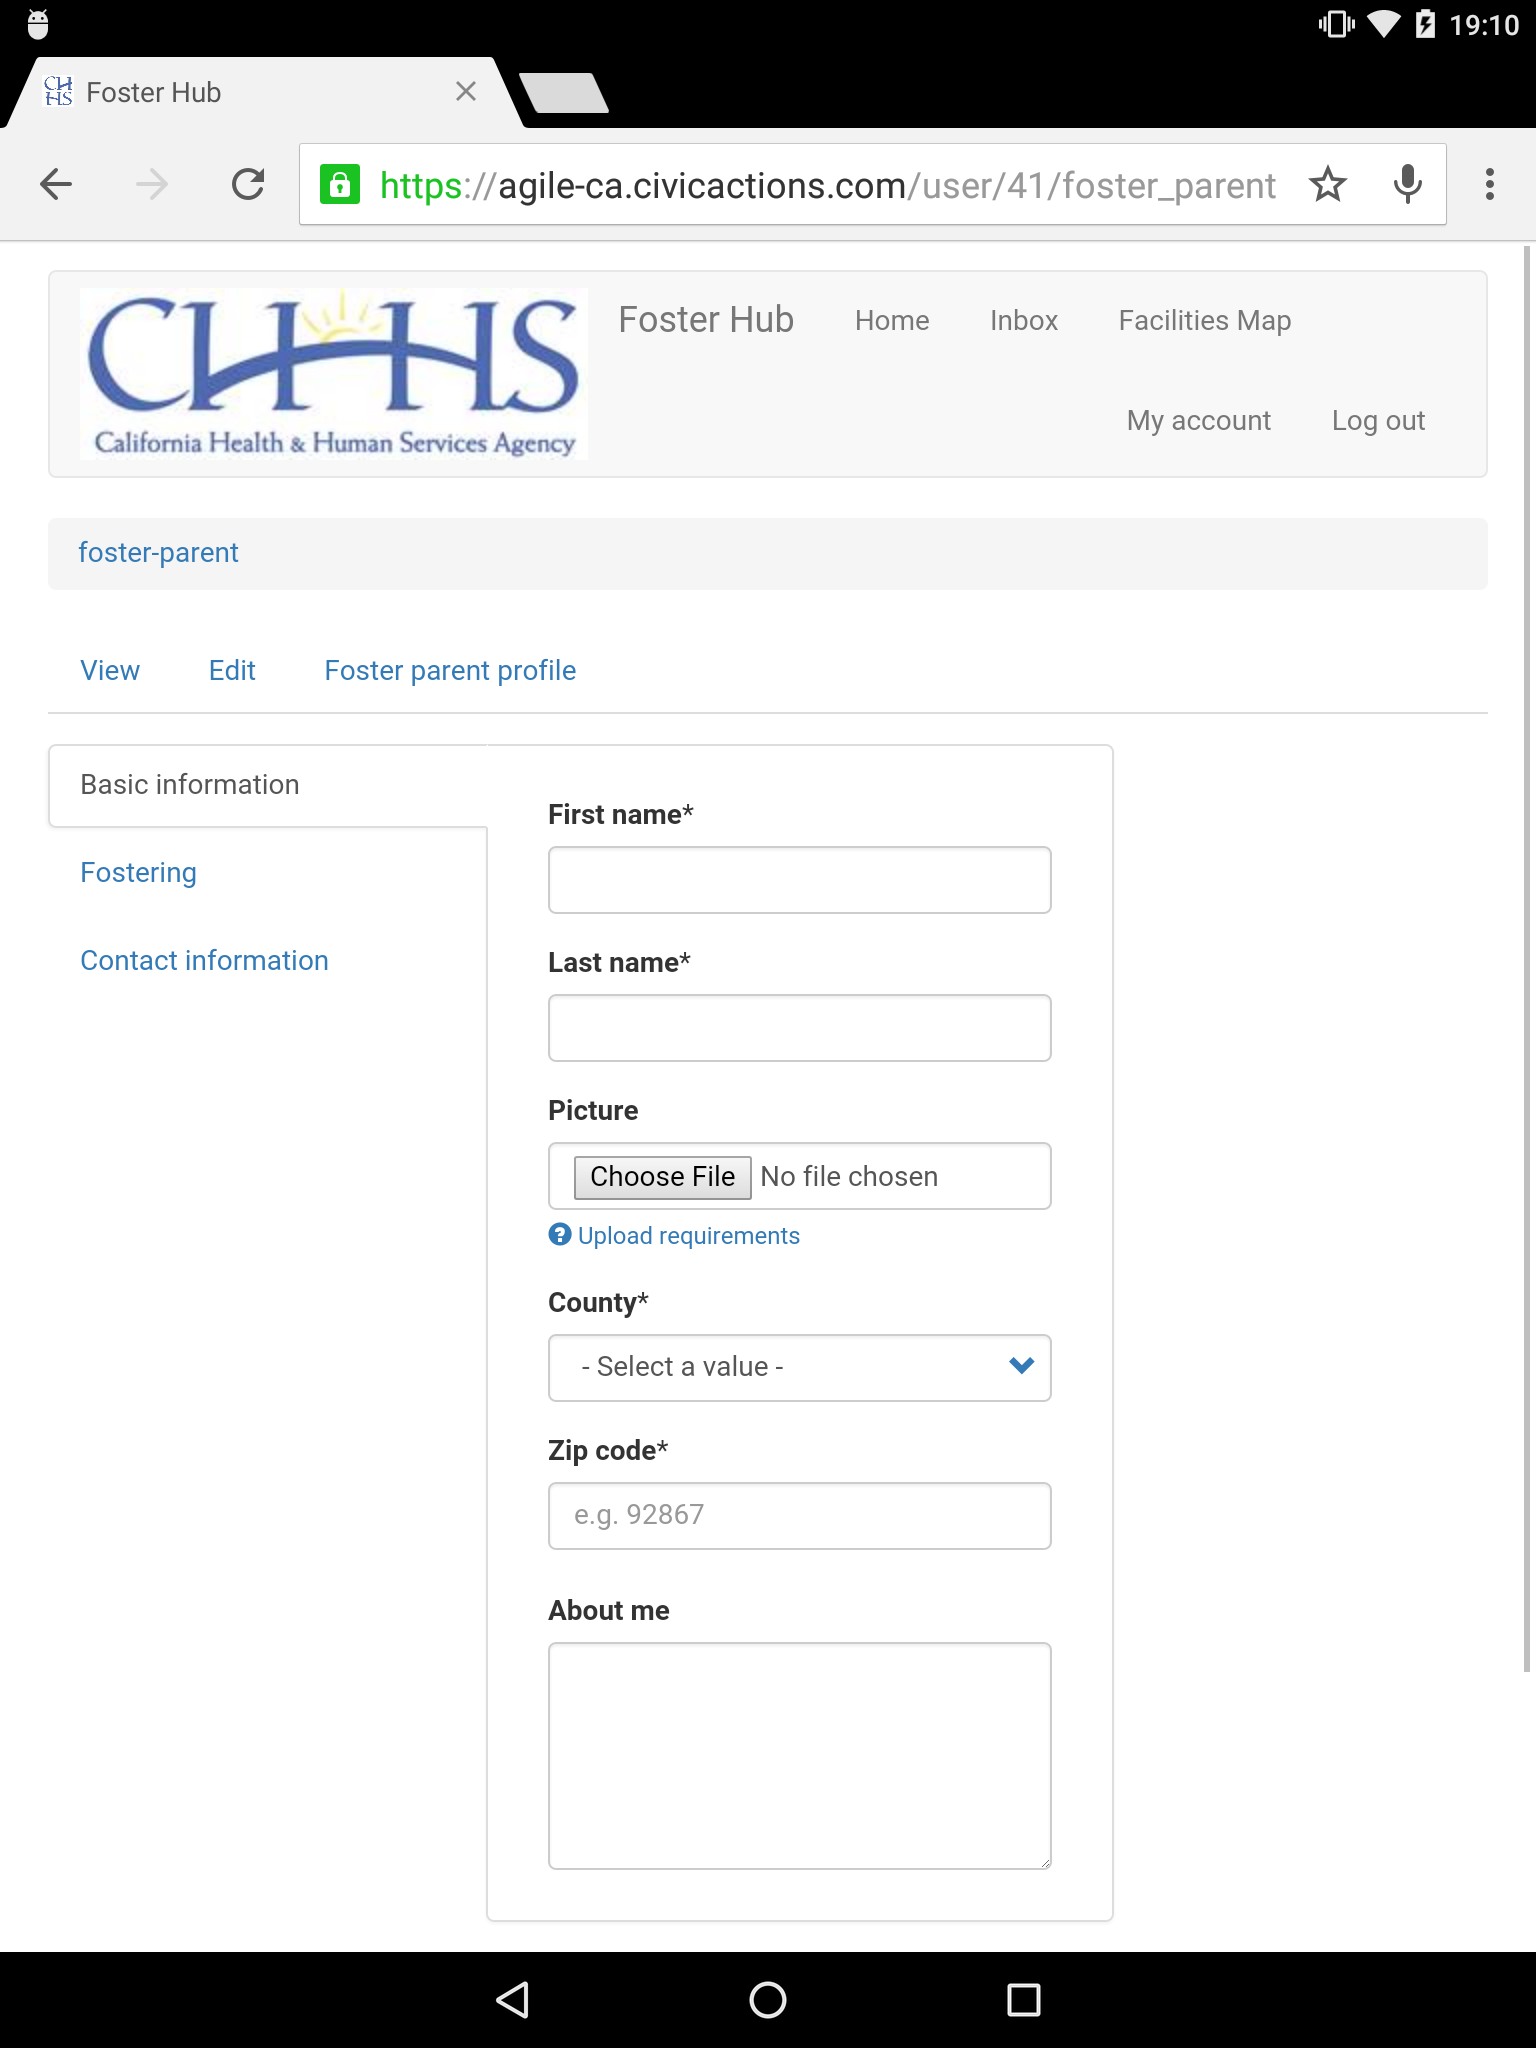 19:10
CH
HS
Foster Hub
https://agile-ca.civicactions.com/user/41/foster_parent
CHHS
California Health & Human Services Agency
Foster Hub
Home
Inbox
Facilities Map
My account
Log out
foster-parent
View
Edit
Foster parent profile
Basic information
Fostering
Contact information
First name*
Last name*
Picture
Choose File No file chosen
Upload requirements
County*
- Select a value -
Zip code*
e.g. 92867
About me